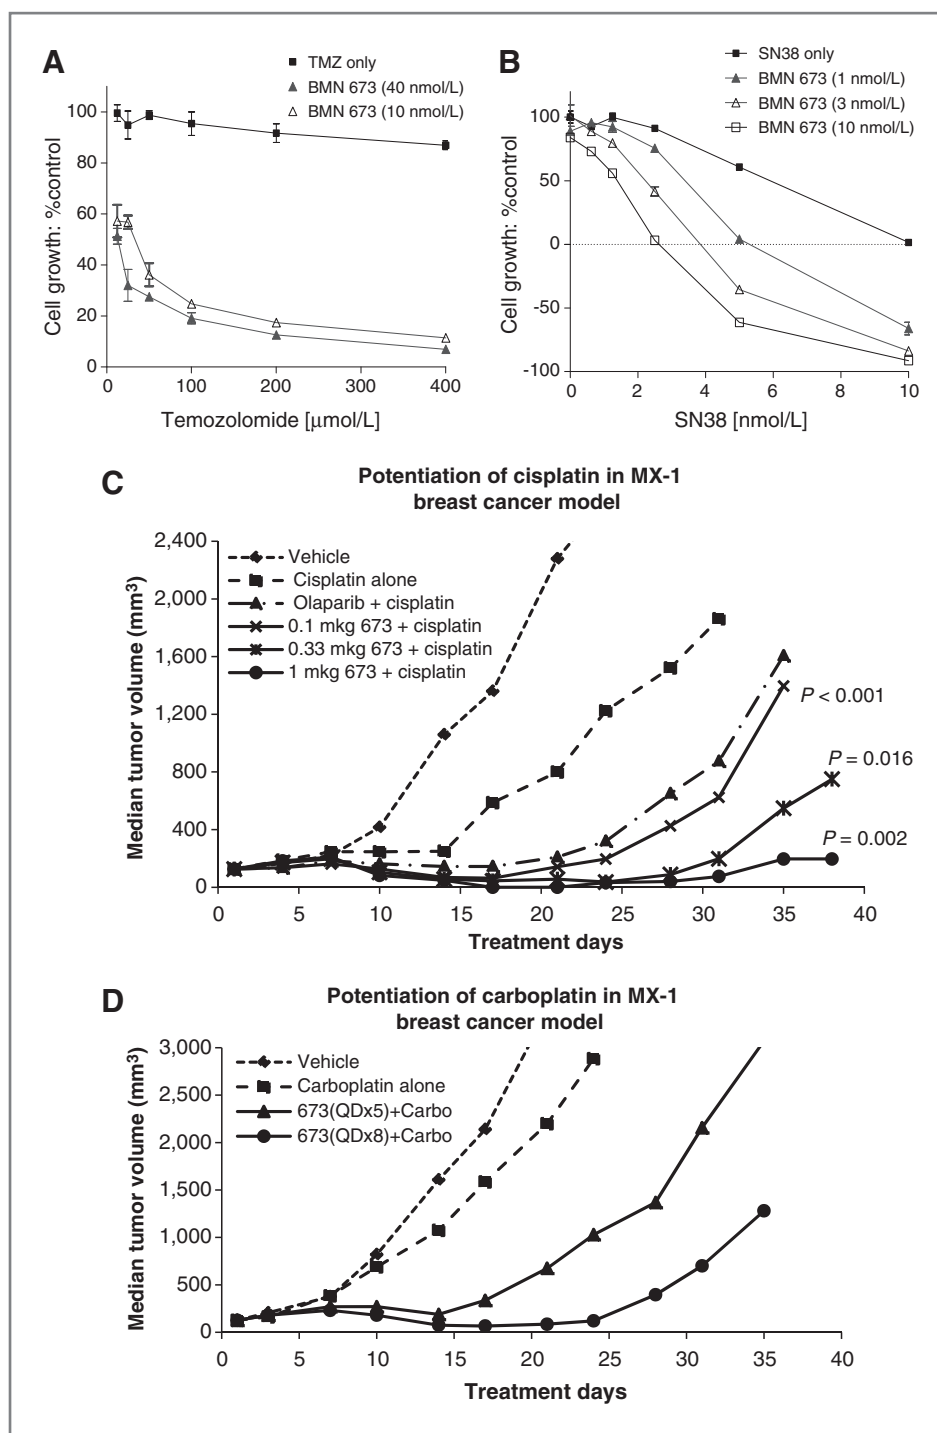 A
TMZ only
BMN 673 (40 nmol/L)
BMN 673 (10 nmol/L)
100
80
60
40
20
0
Cell growth: %control
0 100 200 300 400
Temozolomide [μmol/L]
B
SN38 only
BMN 673 (1 nmol/L)
BMN 673 (3 nmol/L)
BMN 673 (10 nmol/L)
100
50
0
-50
-100
Cell growth: %control
0 2 4 6 8 10
SN38 [nmol/L]
C
Potentiation of cisplatin in MX-1
breast cancer model
2,400
2,000
1,600
1,200
800
400
0
Median tumor volume (mm³)
Vehicle
Cisplatin alone
Olaparib + cisplatin
0.1 mkg 673 + cisplatin
0.33 mkg 673 + cisplatin
1 mkg 673 + cisplatin
P < 0.001
P = 0.016
P = 0.002
0 5 10 15 20 25 30 35 40
Treatment days
D
Potentiation of carboplatin in MX-1
breast cancer model
3,000
2,500
2,000
1,500
1,000
500
0
Median tumor volume (mm³)
Vehicle
Carboplatin alone
673(QDx5)+Carbo
673(QDx8)+Carbo
0 5 10 15 20 25 30 35 40
Treatment days